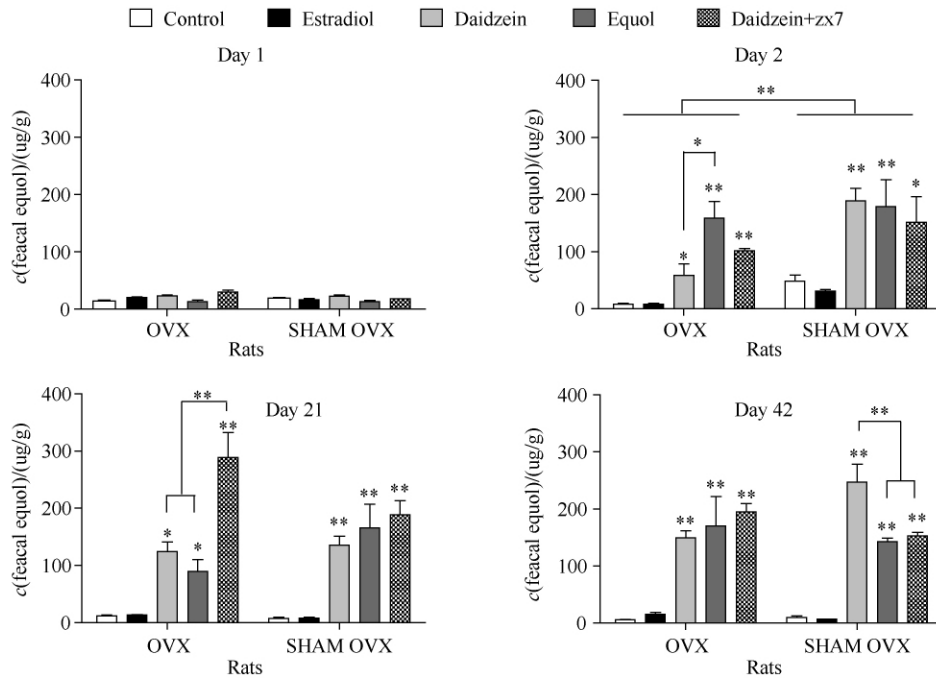 Control Estradiol Daidzein Equol Daidzein+zx7
Day 1
400
300
200
100
0
c(feacal equol)/(ug/g)
OVX SHAM OVX
Rats
Day 2
400
300
200
100
0
c(feacal equol)/(ug/g)
**
*
* ** ** ** ** *
OVX SHAM OVX
Rats
Day 21
400
300
200
100
0
c(feacal equol)/(ug/g)
**
* * ** ** ** **
OVX SHAM OVX
Rats
Day 42
400
300
200
100
0
c(feacal equol)/(ug/g)
**
** ** ** ** ** **
OVX SHAM OVX
Rats